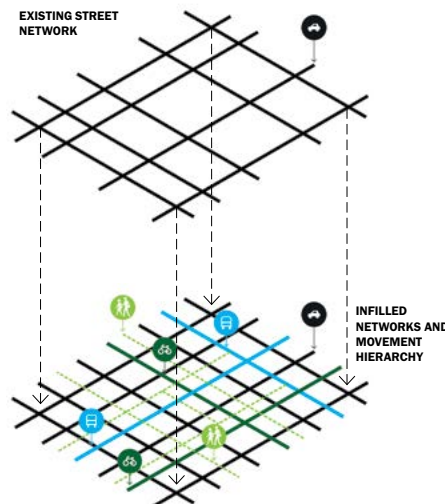 EXISTING STREET
NETWORK
INFILLED
NETWORKS AND
MOVEMENT
HIERARCHY